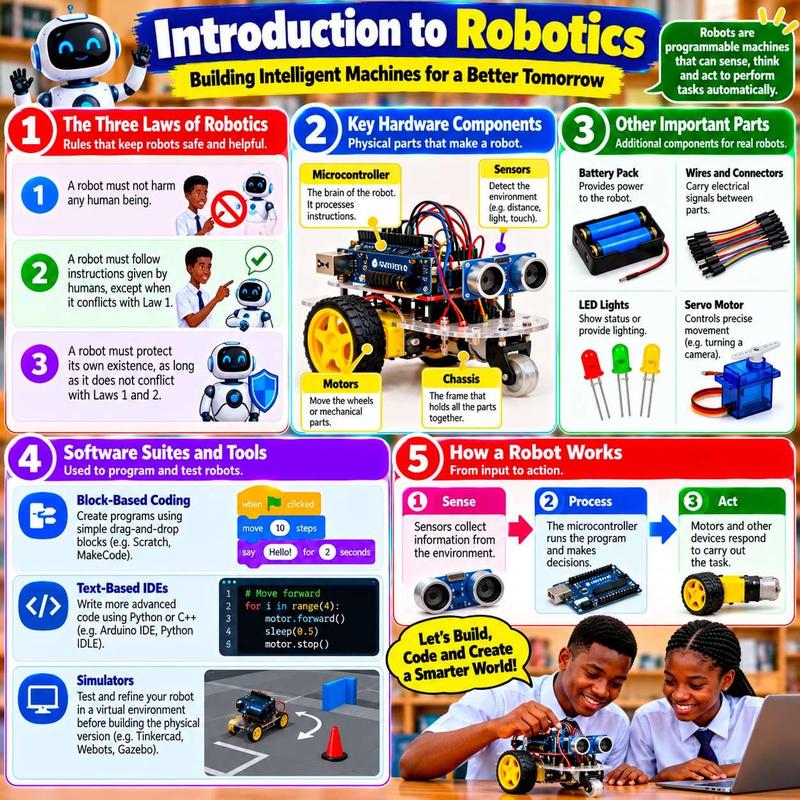 Introduction to Robotics
Building Intelligent Machines for a Better Tomorrow
Robots are
programmable machines
that can sense, think
and act to perform
tasks automatically.
1
The Three Laws of Robotics
Rules that keep robots safe and helpful.
1
A robot must not harm
any human being.
2
A robot must follow
instructions given by
humans, except when
it conflicts with Law 1.
3
A robot must protect
its own existence, as long
as it does not conflict
with Laws 1 and 2.
2
Key Hardware Components
Physical parts that make a robot.
Microcontroller
The brain of the robot.
It processes
instructions.
Sensors
Detect the
environment
(e.g. distance,
light, touch).
Motors
Move the wheels
or mechanical
parts.
Chassis
The frame that
holds all the parts
together.
3
Other Important Parts
Additional components for real robots.
Battery Pack
Provides power
to the robot.
Wires and Connectors
Carry electrical
signals between
parts.
LED Lights
Show status or
provide lighting.
Servo Motor
Controls precise
movement
(e.g. turning a
camera).
4
Software Suites and Tools
Used to program and test robots.
Block-Based Coding
Create programs using
simple drag-and-drop
blocks (e.g. Scratch,
MakeCode).
when clicked
move 10 steps
say Hello! for 2 seconds
Text-Based IDEs
</>
Write more advanced
code using Python or C++
(e.g. Arduino IDE, Python
IDLE).
1 # Move forward
2 for i in range(4):
3 motor.forward()
4 sleep(0.5)
5 motor.stop()
Simulators
Test and refine your robot
in a virtual environment
before building the physical
version (e.g. Tinkercad,
Webots, Gazebo).
5
How a Robot Works
From input to action.
1 Sense
Sensors collect
information from
the environment.
2 Process
The microcontroller
runs the program
and makes
decisions.
3 Act
Motors and other
devices respond
to carry out
the task.
Let's Build,
Code and Create
a Smarter World!